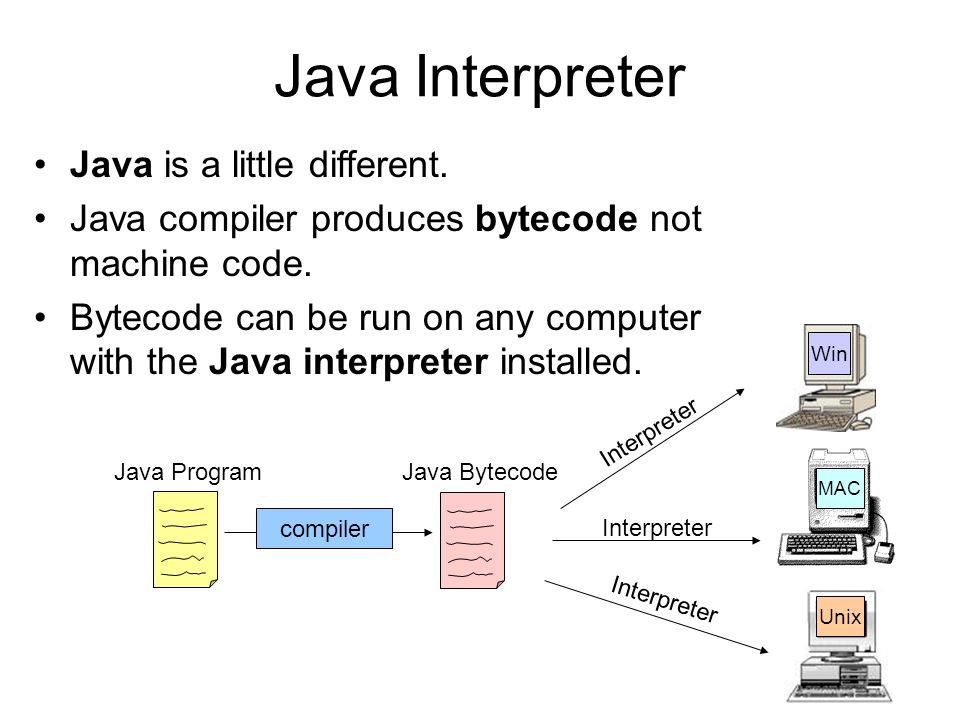 Java Interpreter
• Java is a little different.
• Java compiler produces bytecode not
machine code.
• Bytecode can be run on any computer
with the Java interpreter installed.
Win
Interpreter
Java Program
Java Bytecode
MAC
compiler
Interpreter
Interpreter
Unix